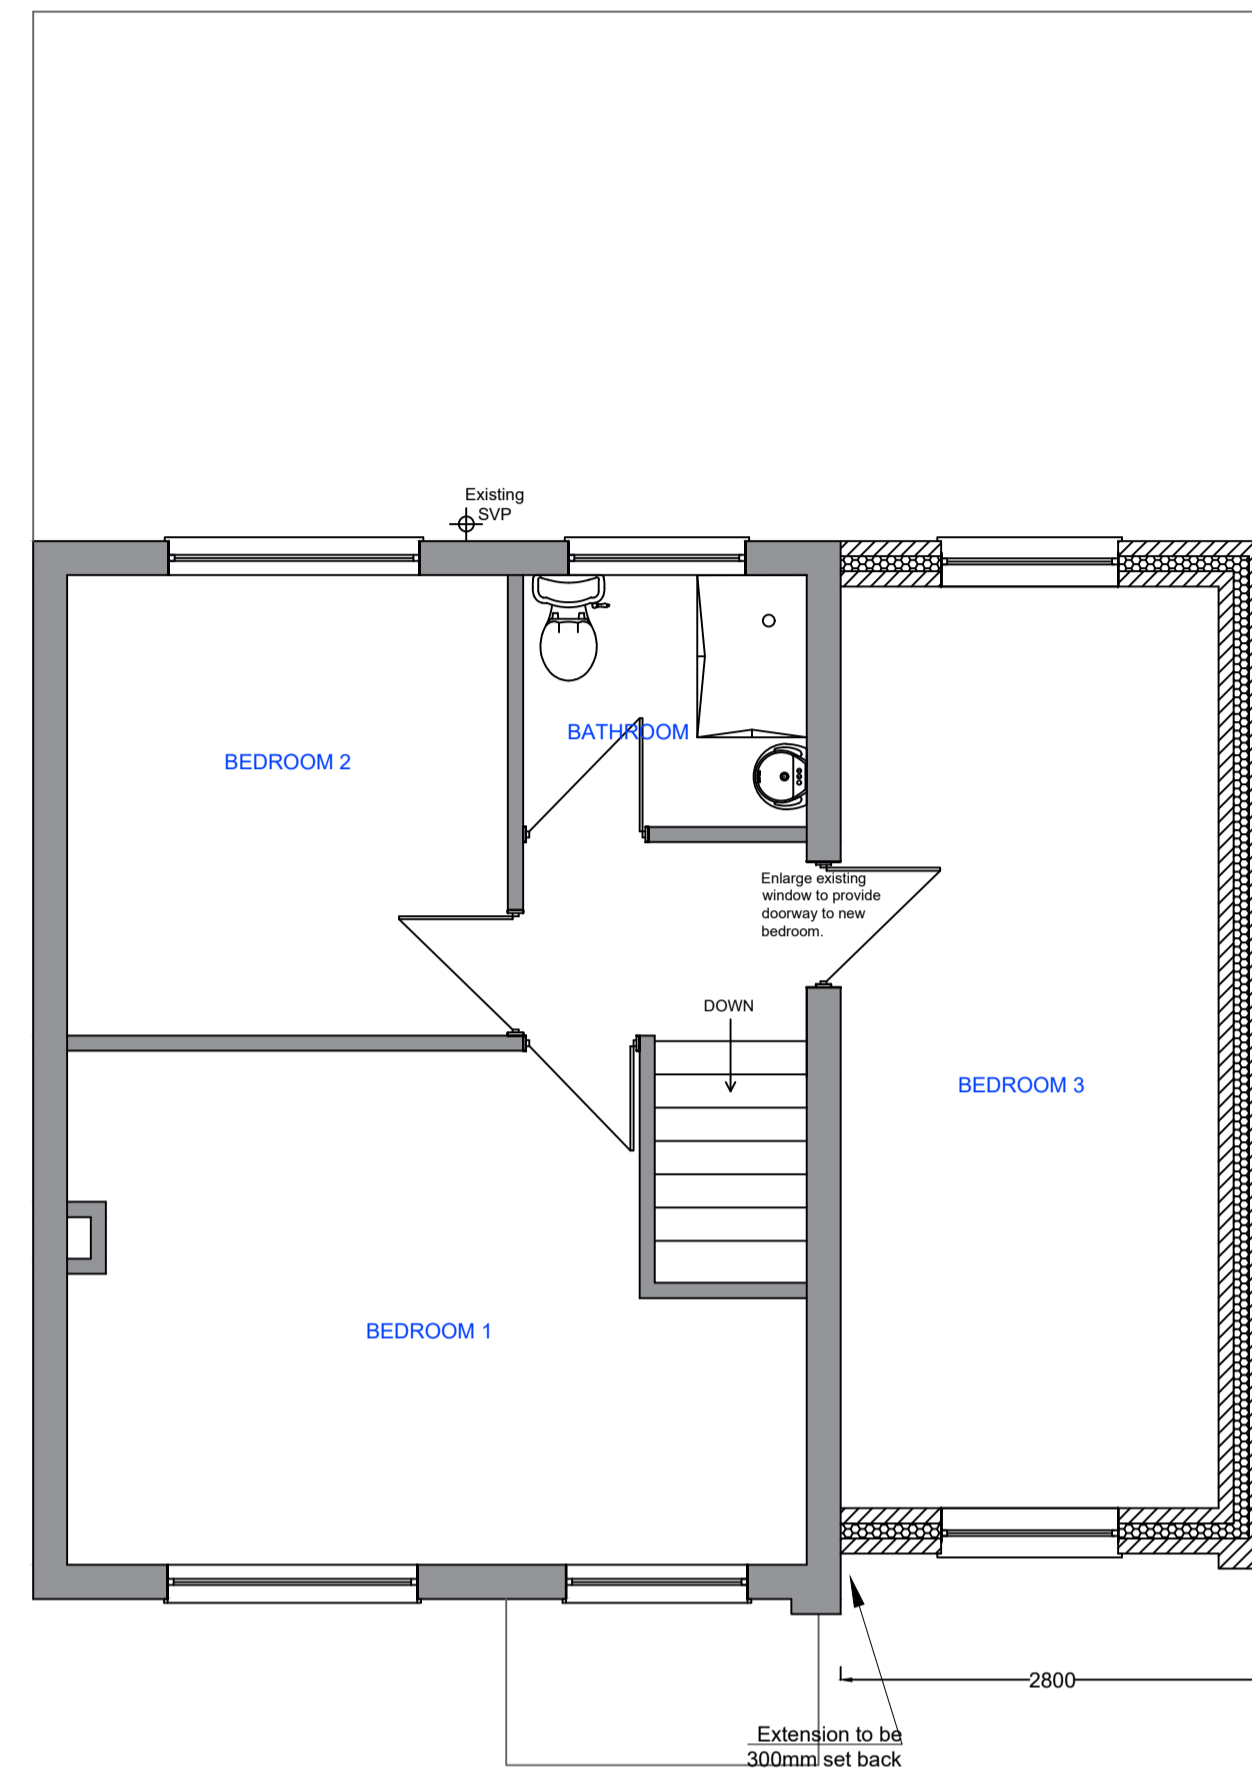 Existing
SVP
BATHROOM
BEDROOM 2
Enlarge existing
window to provide
doorway to new
bedroom.
DOWN
BEDROOM 3
BEDROOM 1
2800
Extension to be
300mm set back